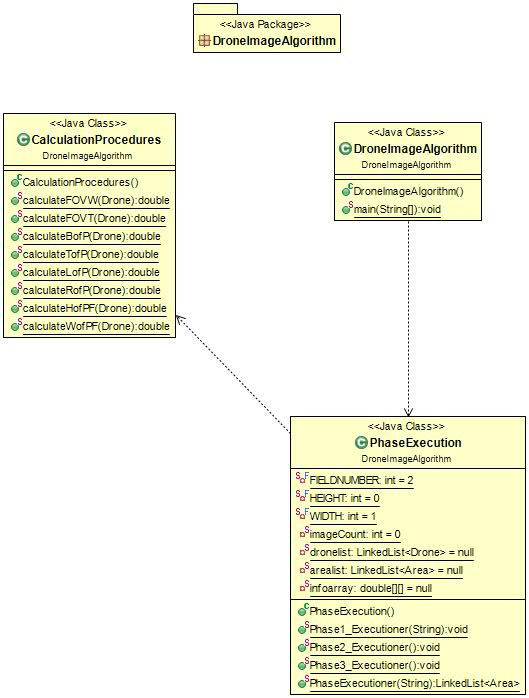 <<Java Package>>
DroneImageAlgorithm
<<Java Class>>
CalculationProcedures
DroneImageAlgorithm
CalculationProcedures()
calculateFOVW(Drone):double
calculateFOVT(Drone):double
calculateBofP(Drone):double
calculateTofP(Drone):double
calculateLofP(Drone):double
calculateRofP(Drone):double
calculateHofPF(Drone):double
calculateWofPF(Drone):double
<<Java Class>>
DroneImageAlgorithm
DroneImageAlgorithm
DroneImageAlgorithm()
main(String[]):void
<<Java Class>>
PhaseExecution
DroneImageAlgorithm
FIELDNUMBER: int = 2
HEIGHT: int = 0
WIDTH: int = 1
imageCount: int = 0
dronelist: LinkedList<Drone> = null
arealist: LinkedList<Area> = null
infoarray: double[][] = null
PhaseExecution()
Phase1_Executioner(String):void
Phase2_Executioner():void
Phase3_Executioner():void
PhaseExecutioner(String):LinkedList<Area>